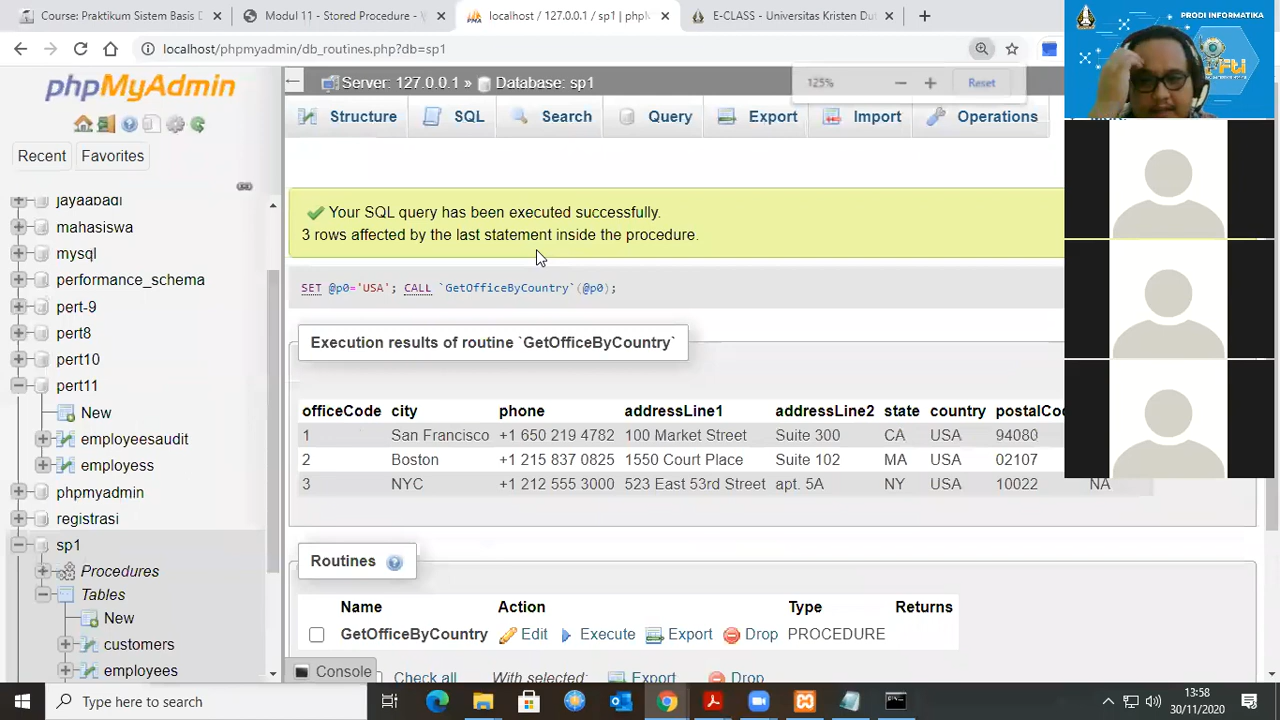 Course: Praktikum Sistem Basis D
Modul 11 - Stored Procedure - V
localhost / 127.0.0.1 / sp1 | phpM
E-CLASS - Universitas Kristen Du
localhost/phpmyadmin/db_routines.php?db=sp1
PRODI INFORMATIKA
phpMyAdmin
Server: 127.0.0.1 » Database: sp1
125%
Reset
Structure
SQL
Search
Query
Export
Import
Operations
Recent
Favorites
jayaabadi
mahasiswa
mysql
performance_schema
pert-9
pert8
pert10
pert11
New
employeesaudit
employess
phpmyadmin
registrasi
sp1
Procedures
Tables
New
customers
employees
Your SQL query has been executed successfully.
3 rows affected by the last statement inside the procedure.
SET @p0='USA'; CALL `GetOfficeByCountry`(@p0);
Execution results of routine `GetOfficeByCountry`
officeCode city phone addressLine1 addressLine2 state country postalCo
1 San Francisco +1 650 219 4782 100 Market Street Suite 300 CA USA 94080
2 Boston +1 215 837 0825 1550 Court Place Suite 102 MA USA 02107
3 NYC +1 212 555 3000 523 East 53rd Street apt. 5A NY USA 10022 NA
Routines
Name Action Type Returns
GetOfficeByCountry Edit Execute Export Drop PROCEDURE
Check all With selected: Export Drop
Console
Type here to search
13:58
30/11/2020